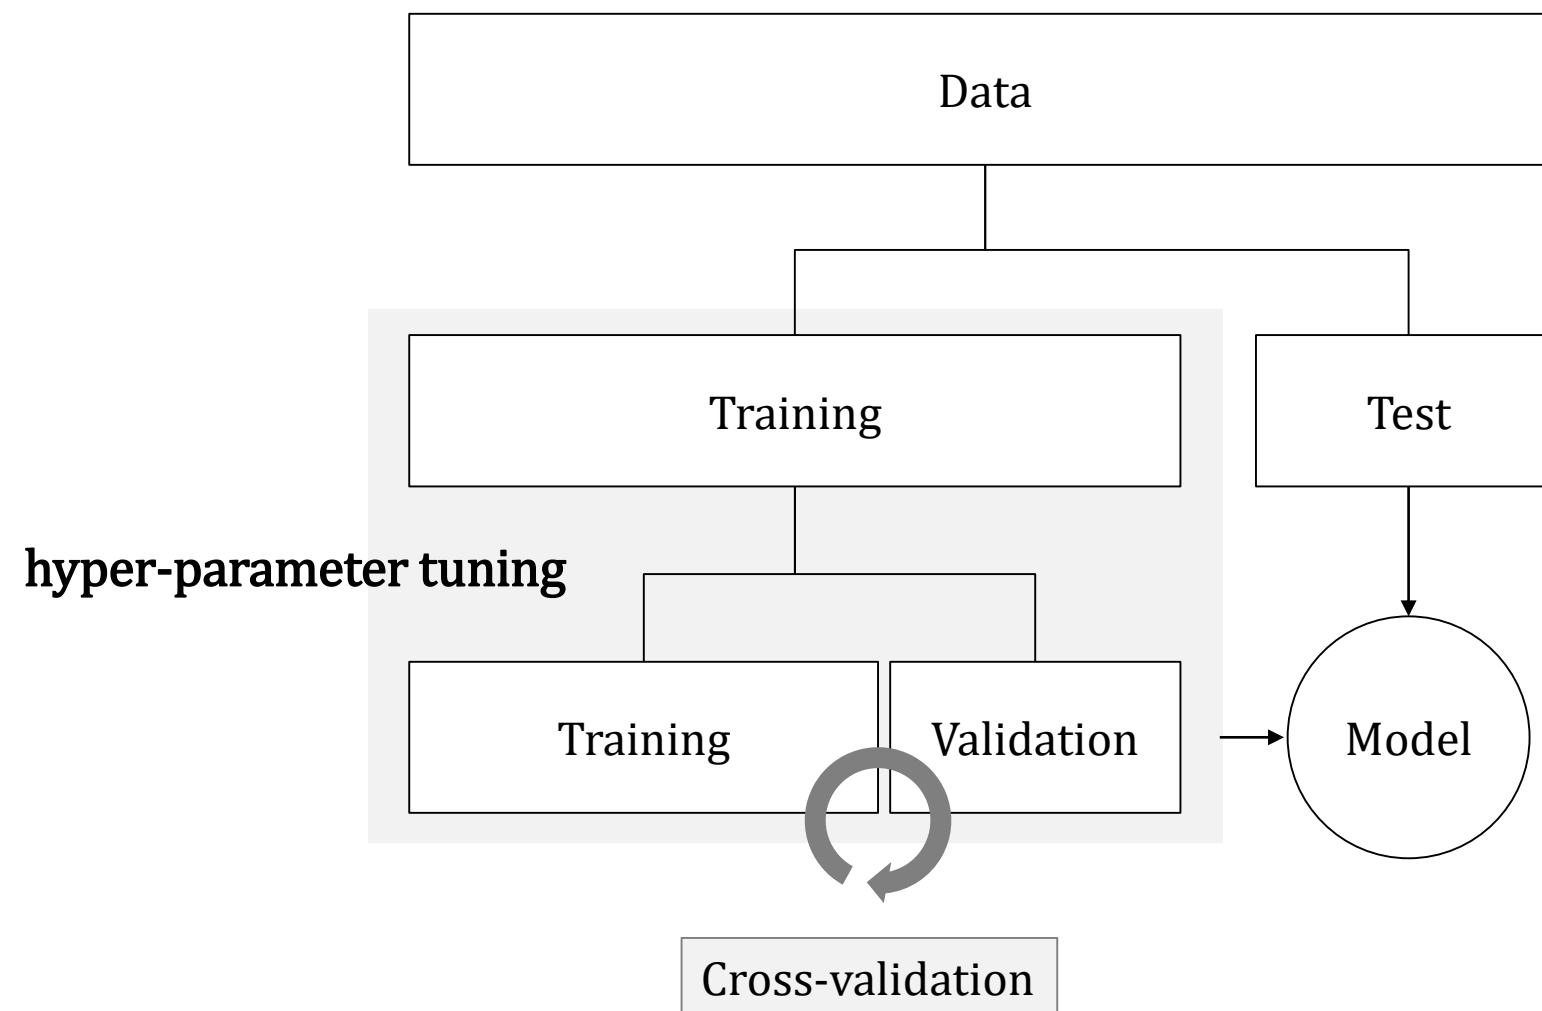 Data
Training
Test
hyper-parameter tuning
Training
Validation
Model
Cross-validation